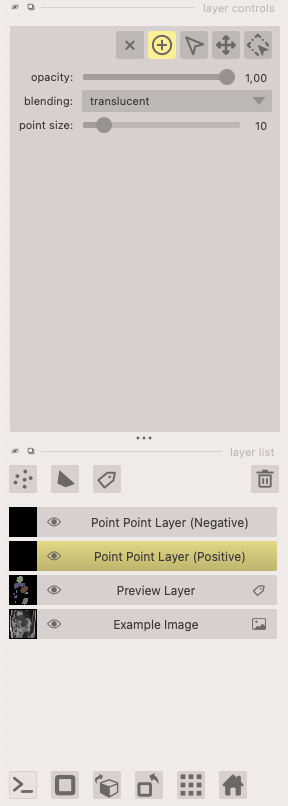 layer controls
opacity: 1,00
blending: translucent
point size: 10
layer list
Point Point Layer (Negative)
Point Point Layer (Positive)
Preview Layer
Example Image